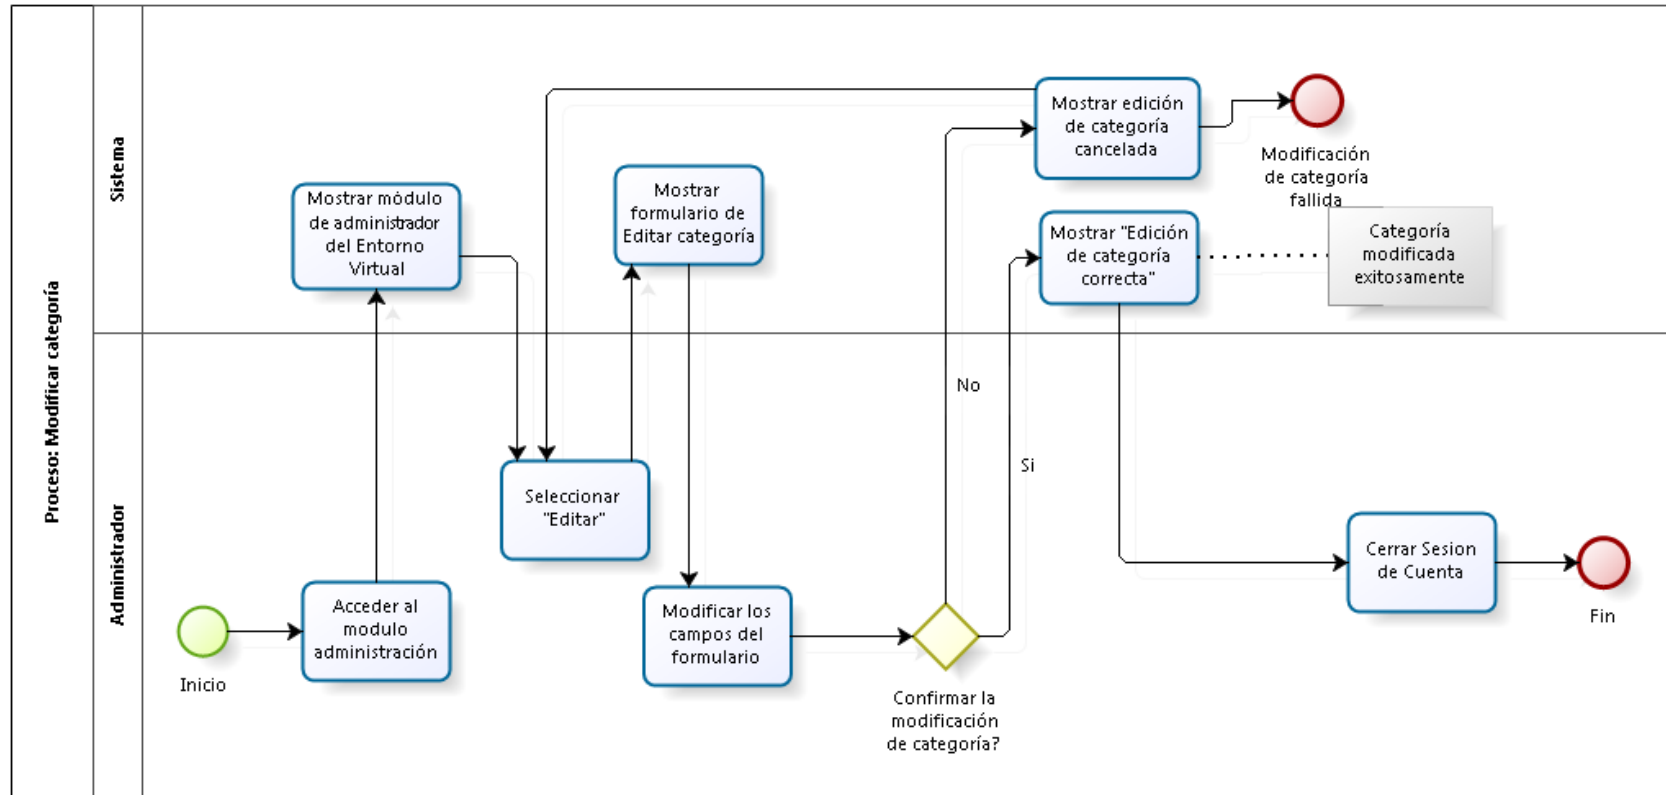 Proceso: Modificar categoría
Sistema
Administrador
Mostrar edición
de categoría
cancelada
Modificación
de categoría
fallida
Mostrar módulo
de administrador
del Entorno
Virtual
Mostrar
formulario de
Editar categoría
Mostrar "Edición
de categoría
correcta"
Categoría
modificada
exitosamente
No
Si
Seleccionar
"Editar"
Inicio
Acceder al
modulo
administración
Modificar los
campos del
formulario
Confirmar la
modificación
de categoría?
Cerrar Sesion
de Cuenta
Fin